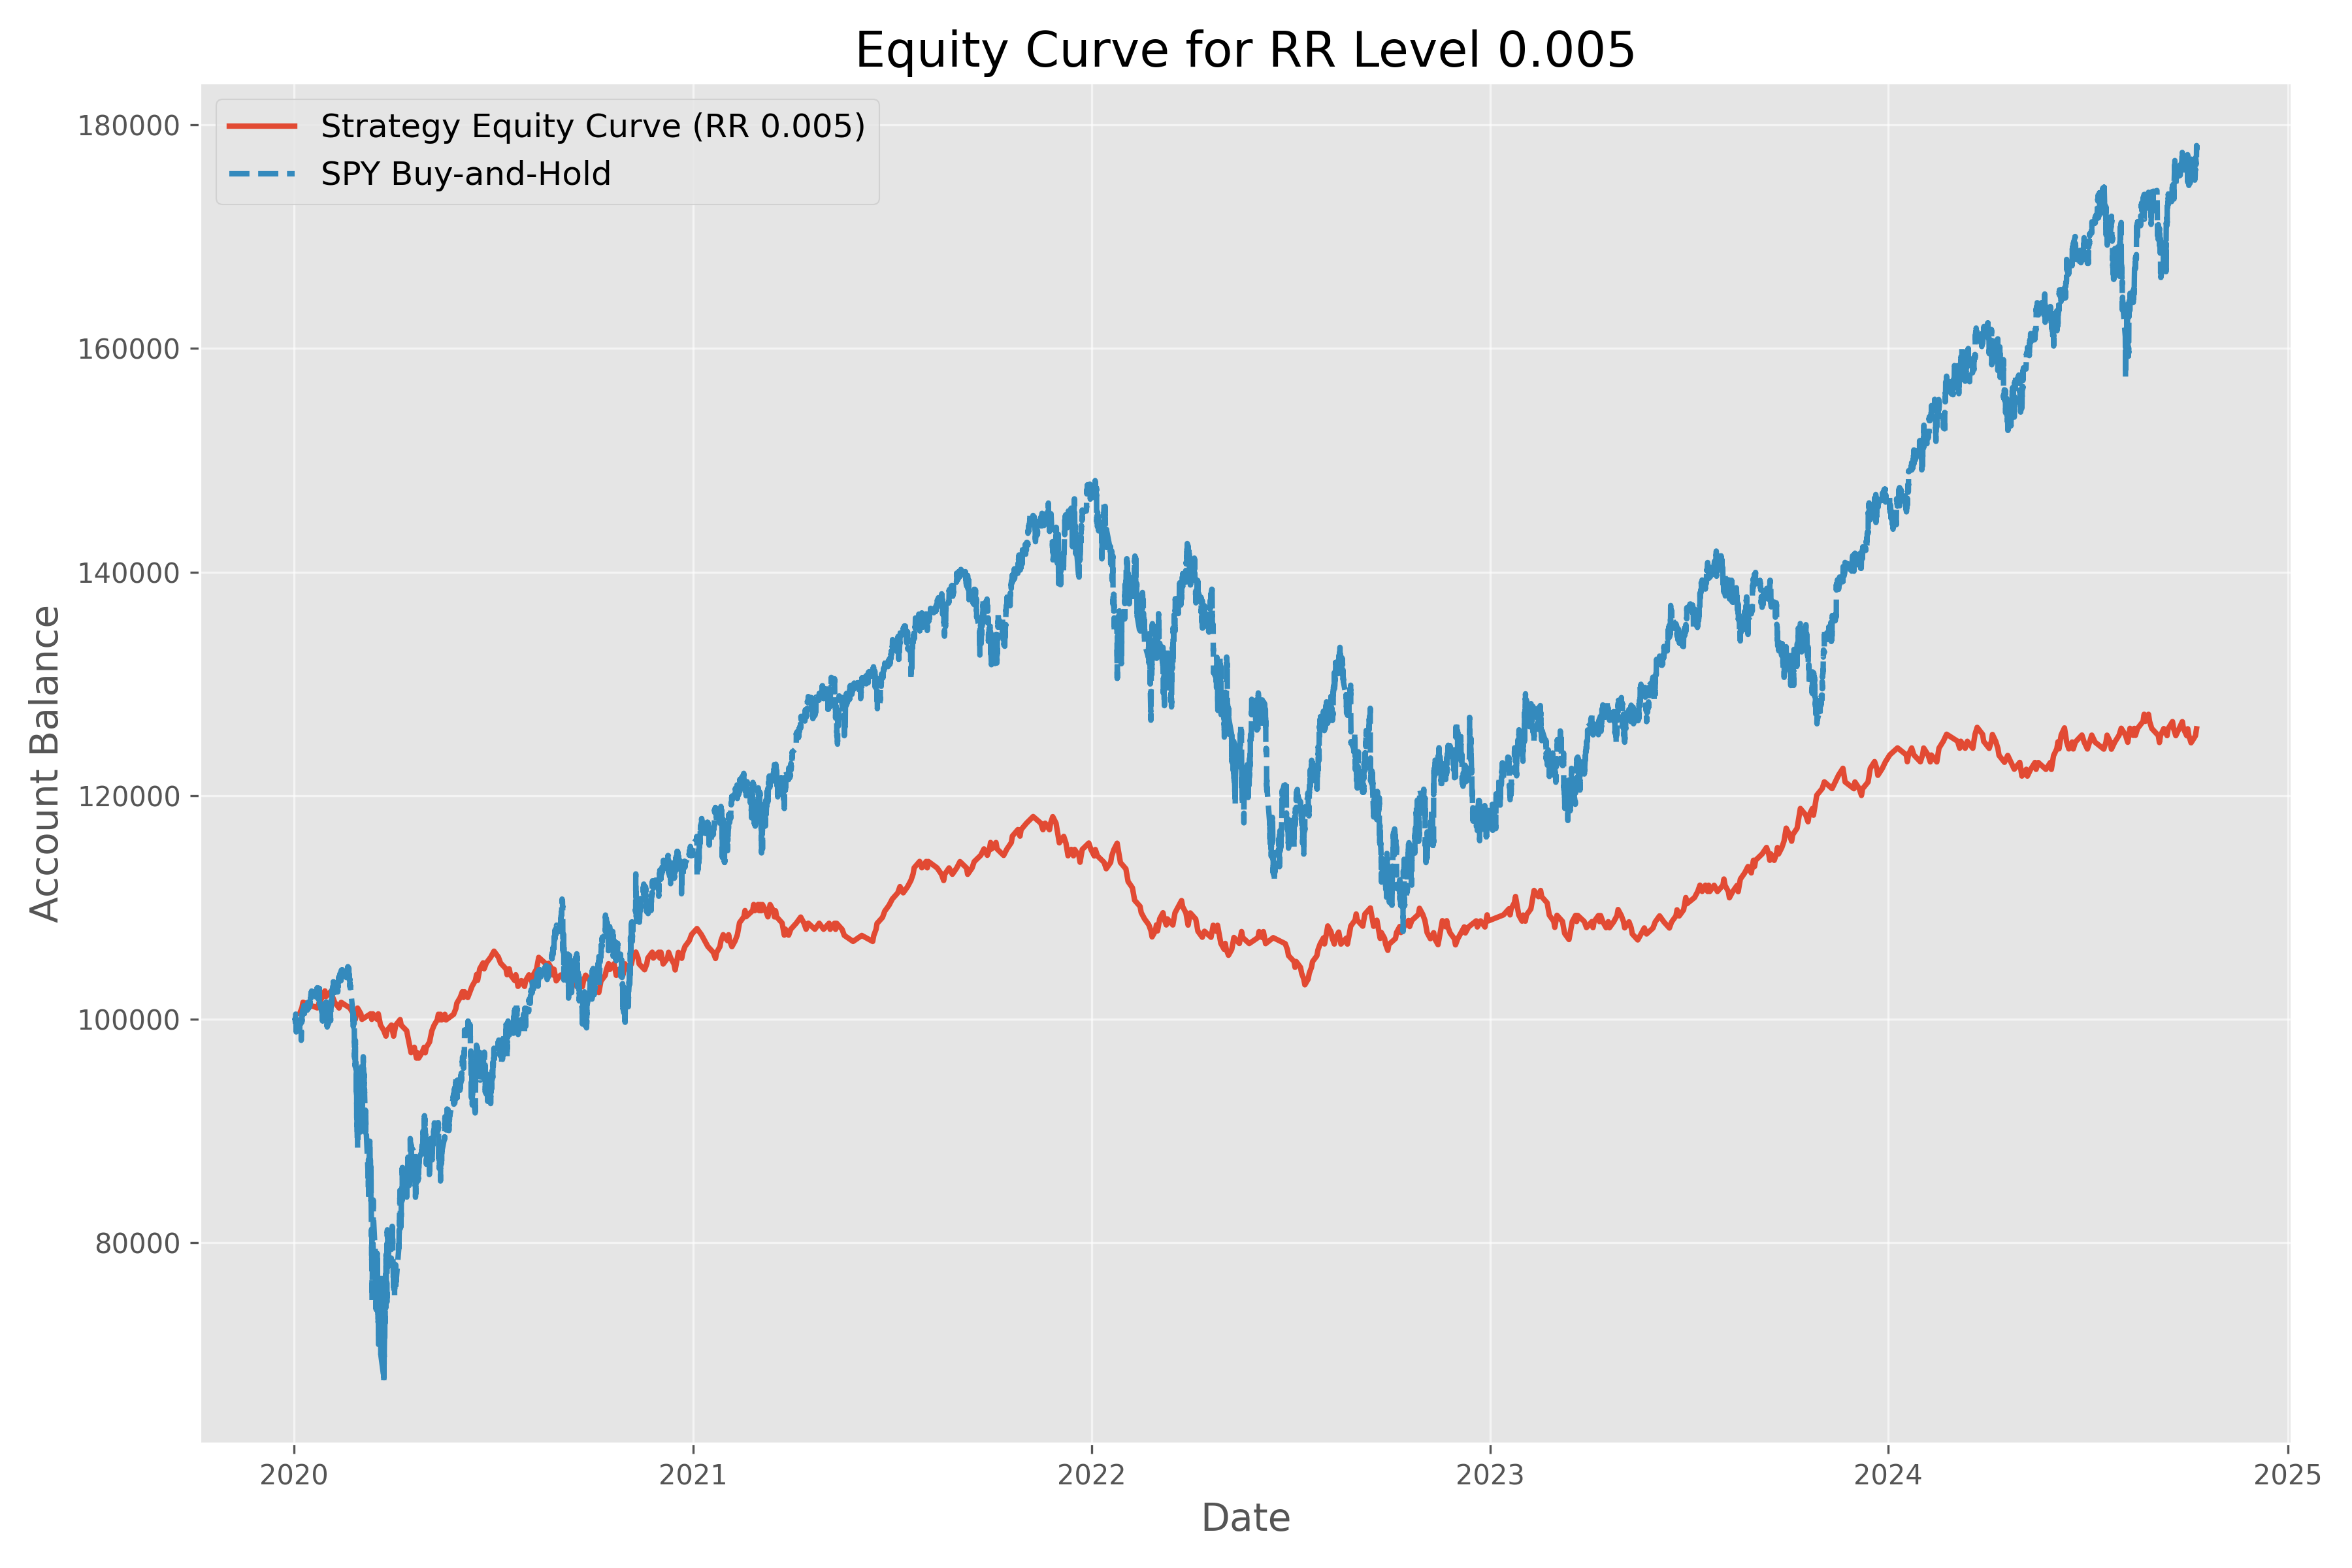 Equity Curve for RR Level 0.005
Strategy Equity Curve (RR 0.005)
SPY Buy-and-Hold
180000
160000
140000
120000
100000
80000
Account Balance
2020 2021 2022 2023 2024 2025
Date